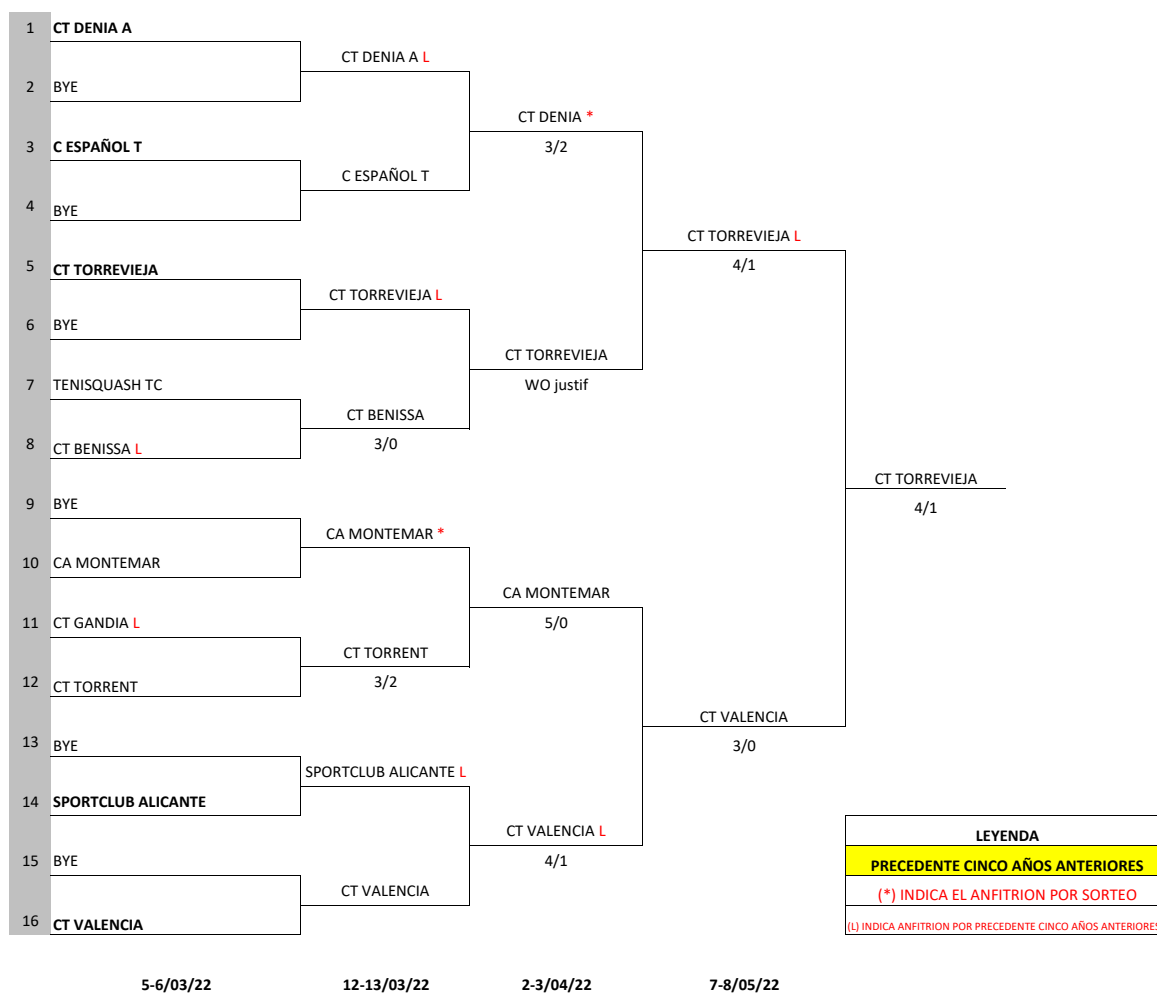 1 CT DENIA A
CT DENIA A L
2 BYE
CT DENIA *
3 C ESPAÑOL T
3/2
C ESPAÑOL T
4 BYE
CT TORREVIEJA L
5 CT TORREVIEJA
4/1
CT TORREVIEJA L
6 BYE
CT TORREVIEJA
7 TENISQUASH TC
WO justif
CT BENISSA
8 CT BENISSA L
3/0
CT TORREVIEJA
9 BYE
4/1
CA MONTEMAR *
10 CA MONTEMAR
CA MONTEMAR
11 CT GANDIA L
5/0
CT TORRENT
12 CT TORRENT
3/2
CT VALENCIA
13 BYE
3/0
SPORTCLUB ALICANTE L
14 SPORTCLUB ALICANTE
CT VALENCIA L
LEYENDA
15 BYE
4/1
PRECEDENTE CINCO AÑOS ANTERIORES
CT VALENCIA
(*) INDICA EL ANFITRION POR SORTEO
16 CT VALENCIA
(L) INDICA ANFITRION POR PRECEDENTE CINCO AÑOS ANTERIORES
5-6/03/22 12-13/03/22 2-3/04/22 7-8/05/22